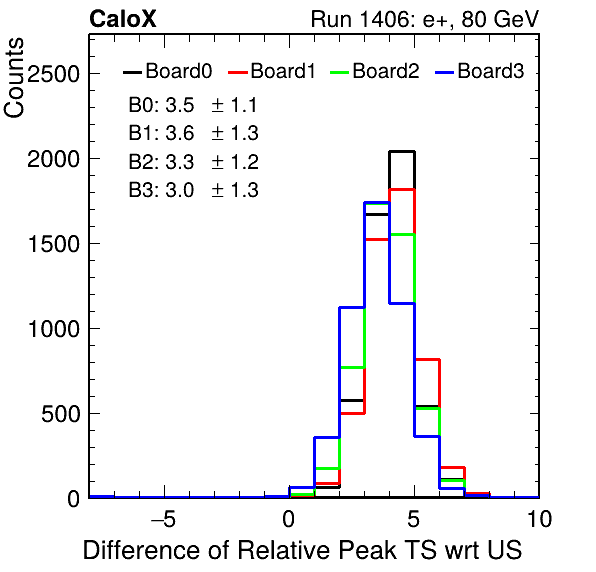 CaloX Run 1406: e+, 80 GeV
Counts
Board0 Board1 Board2 Board3
B0: 3.5 ± 1.1
B1: 3.6 ± 1.3
B2: 3.3 ± 1.2
B3: 3.0 ± 1.3
2500
2000
1500
1000
500
0
−5 0 5 10
Difference of Relative Peak TS wrt US